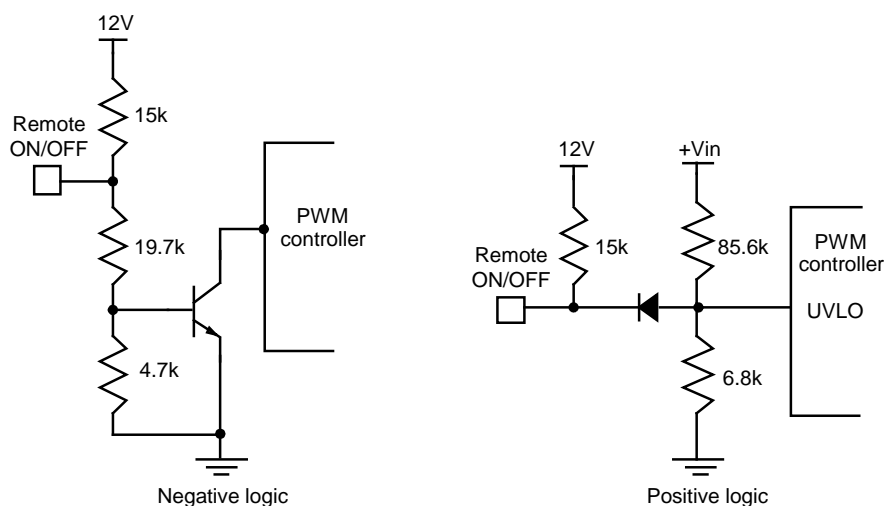 12V
15k
Remote
ON/OFF
19.7k
4.7k
PWM
controller
Negative logic
12V
+Vin
15k
85.6k
Remote
ON/OFF
PWM
controller
UVLO
6.8k
Positive logic